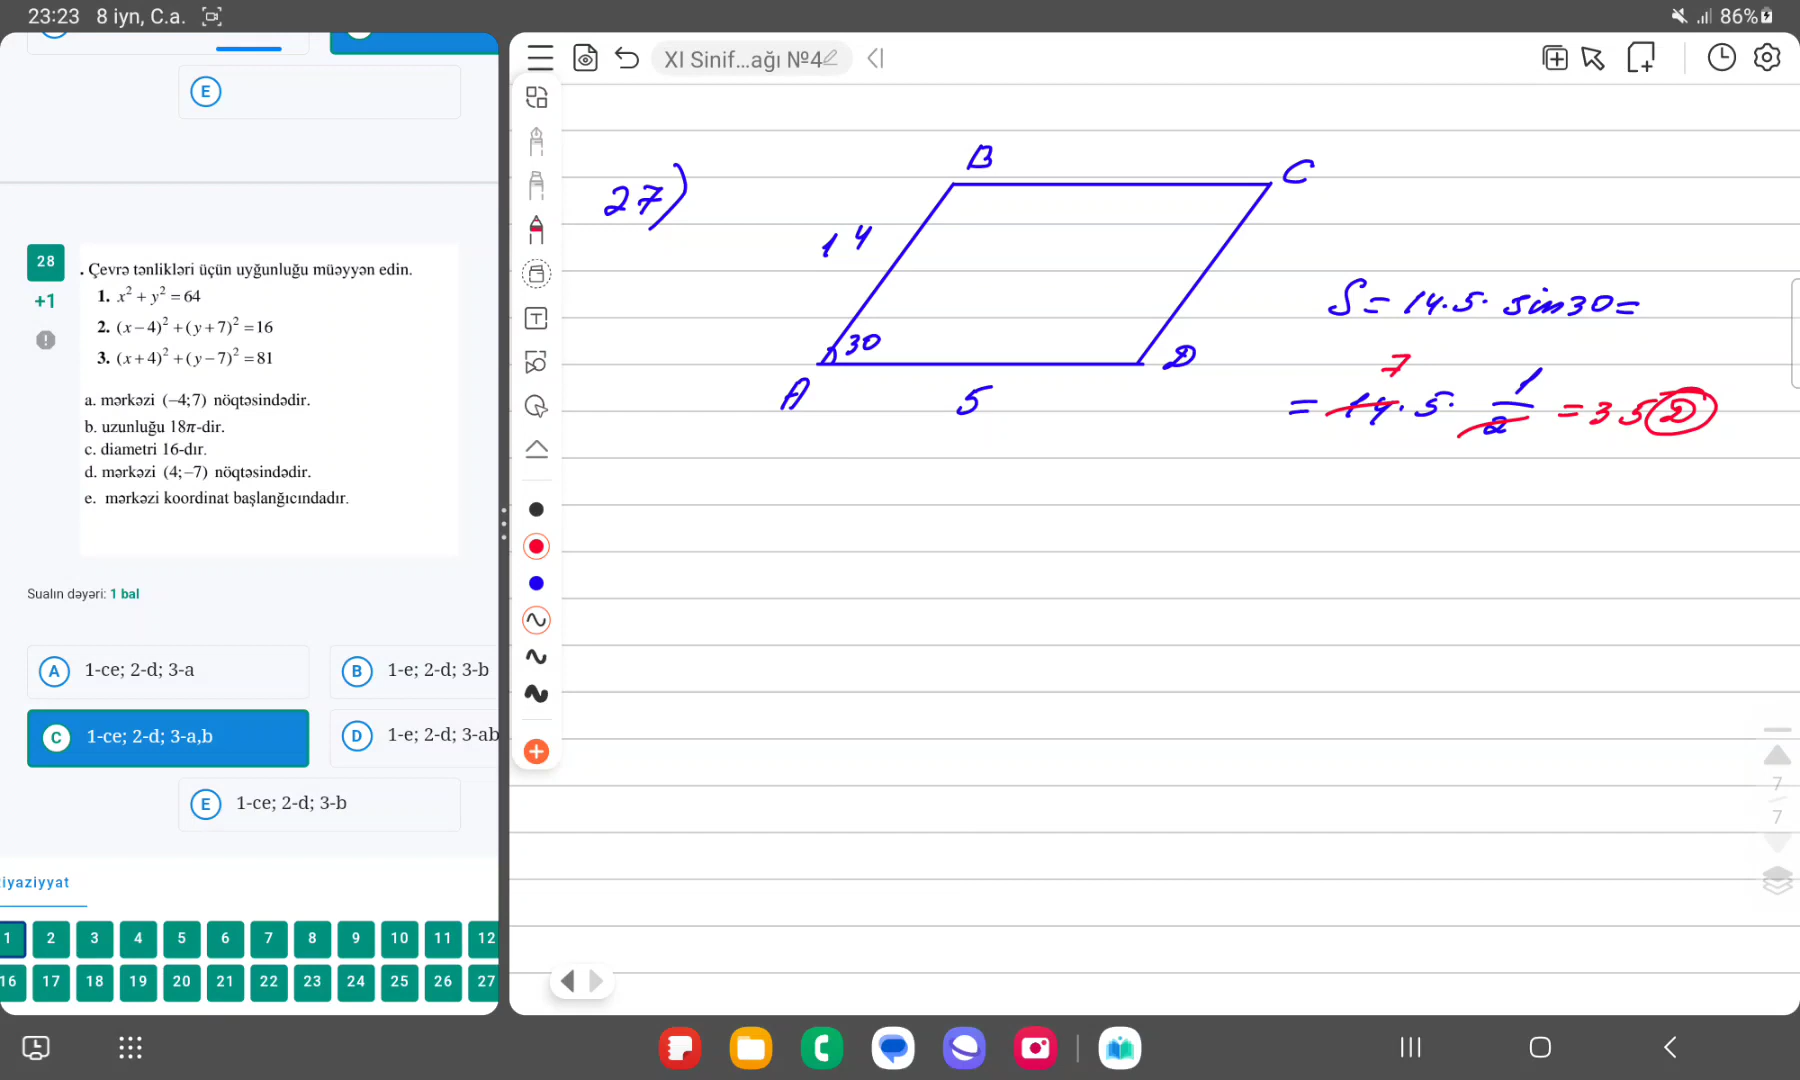 23:23 8 iyn, C.a.
86%
E
28
+1
. Çevrə tənlikləri üçün uyğunluğu müəyyən edin.
1. x² + y² = 64
2. (x − 4)² + (y + 7)² = 16
3. (x + 4)² + (y − 7)² = 81
a. mərkəzi (−4;7) nöqtəsindədir.
b. uzunluğu 18π-dir.
c. diametri 16-dır.
d. mərkəzi (4;−7) nöqtəsindədir.
e. mərkəzi koordinat başlanğıcındadır.
Sualın dəyəri: 1 bal
A 1-ce; 2-d; 3-a
B 1-e; 2-d; 3-b
C 1-ce; 2-d; 3-a,b
D 1-e; 2-d; 3-ab
E 1-ce; 2-d; 3-b
iyaziyyat
1 2 3 4 5 6 7 8 9 10 11 12
16 17 18 19 20 21 22 23 24 25 26 27
XI Sinif...ağı №4
T
27)
B
C
14
30
A
5
D
S = 14 · 5 · sin30 =
7
= 14 · 5 · 1/2 = 35 D
7
7